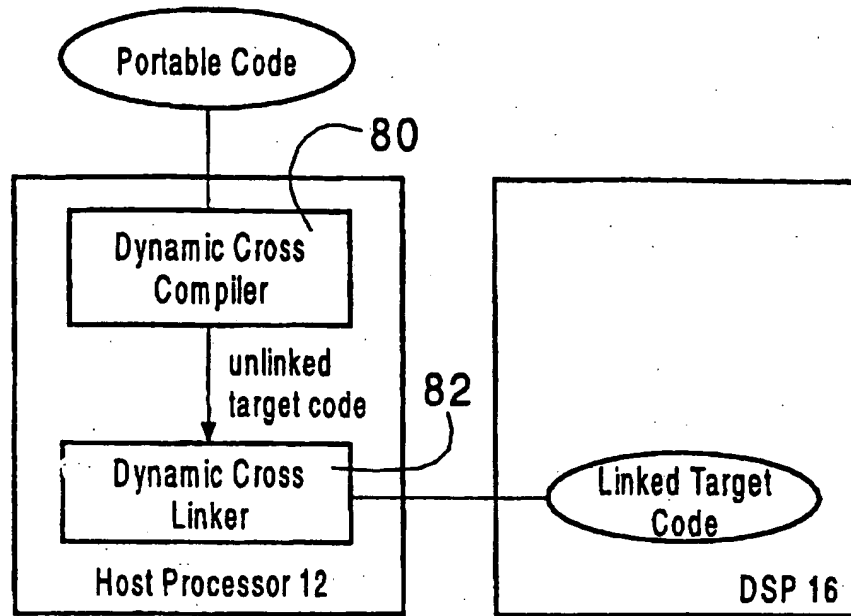 Portable Code
80
Dynamic Cross
Compiler
unlinked
target code
82
Dynamic Cross
Linker
Linked Target
Code
Host Processor 12
DSP 16